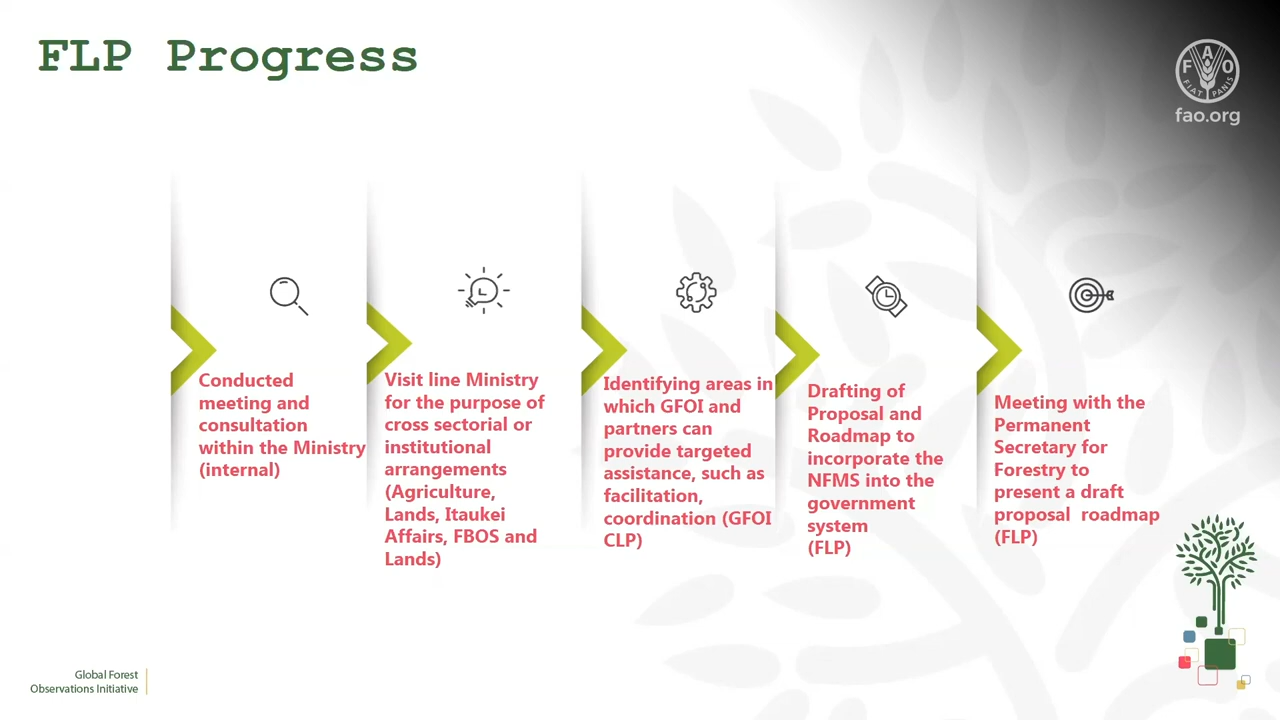 FLP Progress
FAO
FIAT PANIS
fao.org
Conducted
meeting and
consultation
within the Ministry
(internal)
Visit line Ministry
for the purpose of
cross sectorial or
institutional
arrangements
(Agriculture,
Lands, Itaukei
Affairs, FBOS and
Lands)
Identifying areas in
which GFOI and
partners can
provide targeted
assistance, such as
facilitation,
coordination (GFOI
CLP)
Drafting of
Proposal and
Roadmap to
incorporate the
NFMS into the
government
system
(FLP)
Meeting with the
Permanent
Secretary for
Forestry to
present a draft
proposal  roadmap
(FLP)
Global Forest
Observations Initiative